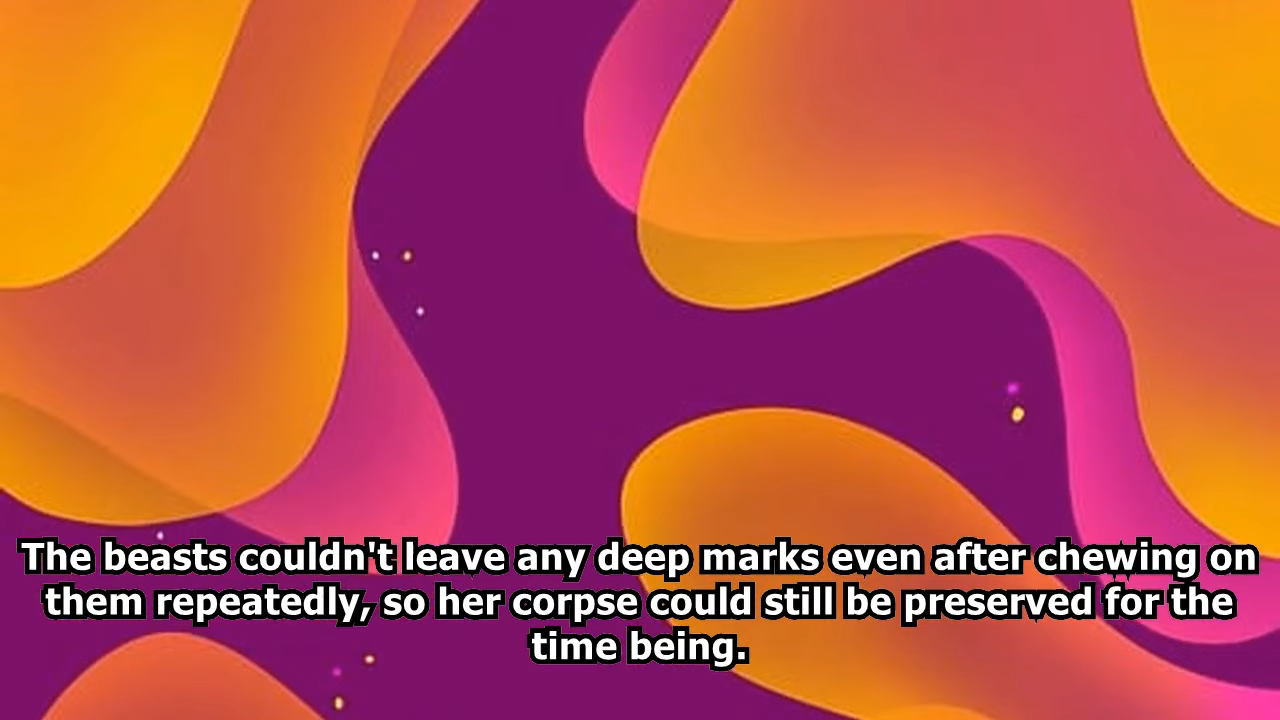 The beasts couldn't leave any deep marks even after chewing on
them repeatedly, so her corpse could still be preserved for the
time being.